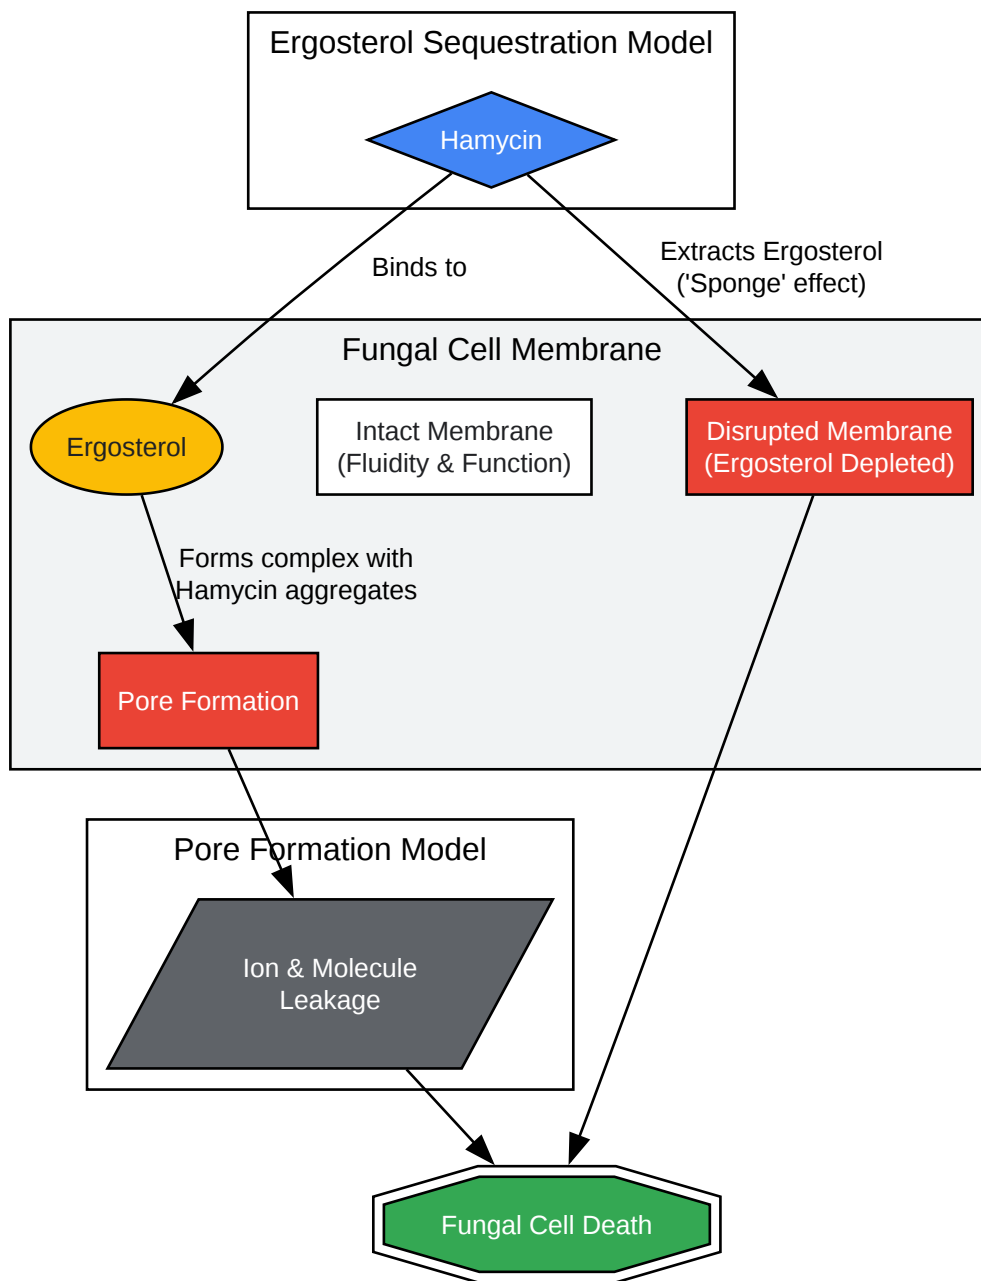 Ergosterol Sequestration Model
Hamycin
Binds to
Extracts Ergosterol
('Sponge' effect)
Fungal Cell Membrane
Ergosterol
Intact Membrane
(Fluidity & Function)
Disrupted Membrane
(Ergosterol Depleted)
Forms complex with
Hamycin aggregates
Pore Formation
Pore Formation Model
Ion & Molecule
Leakage
Fungal Cell Death